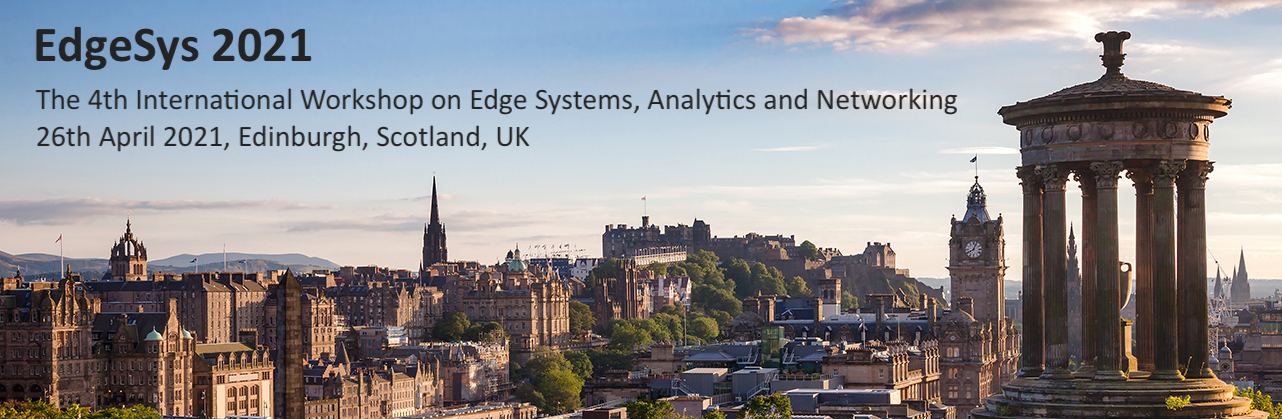 EdgeSys 2021
The 4th International Workshop on Edge Systems, Analytics and Networking
26th April 2021, Edinburgh, Scotland, UK